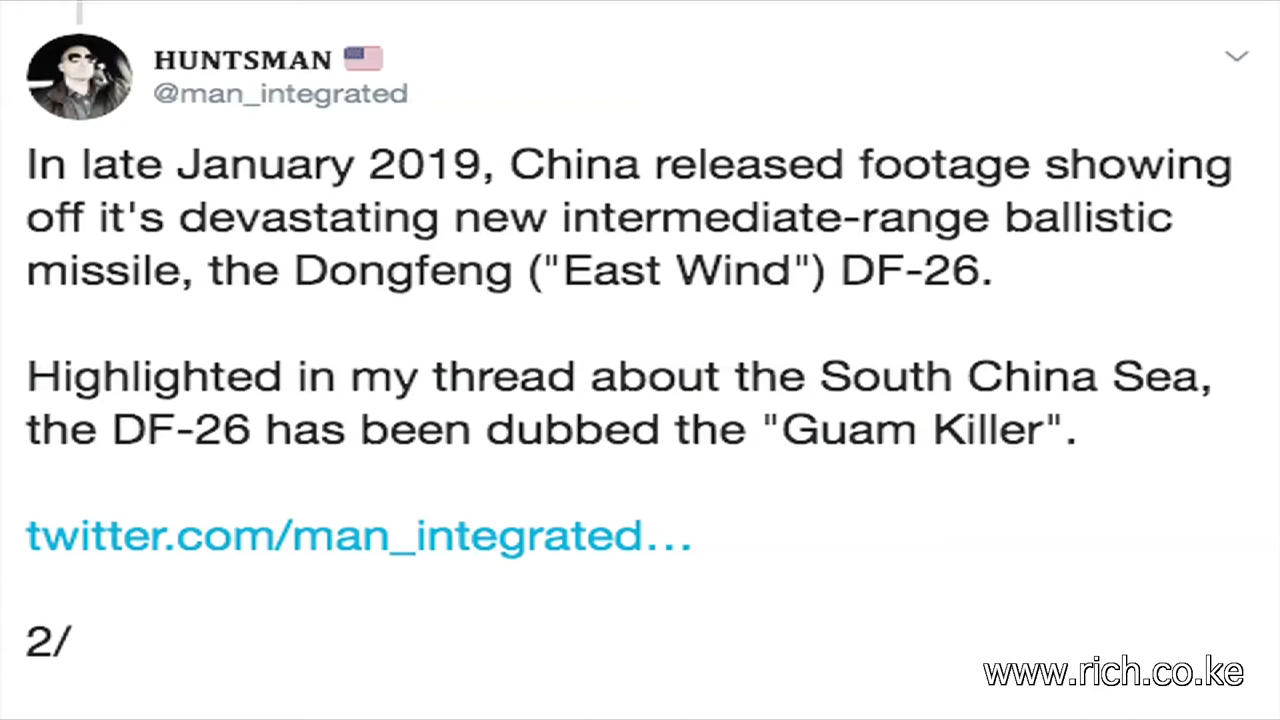 HUNTSMAN 🇺🇸
@man_integrated
In late January 2019, China released footage showing
off it's devastating new intermediate-range ballistic
missile, the Dongfeng ("East Wind") DF-26.
Highlighted in my thread about the South China Sea,
the DF-26 has been dubbed the "Guam Killer".
twitter.com/man_integrated...
2/
www.rich.co.ke